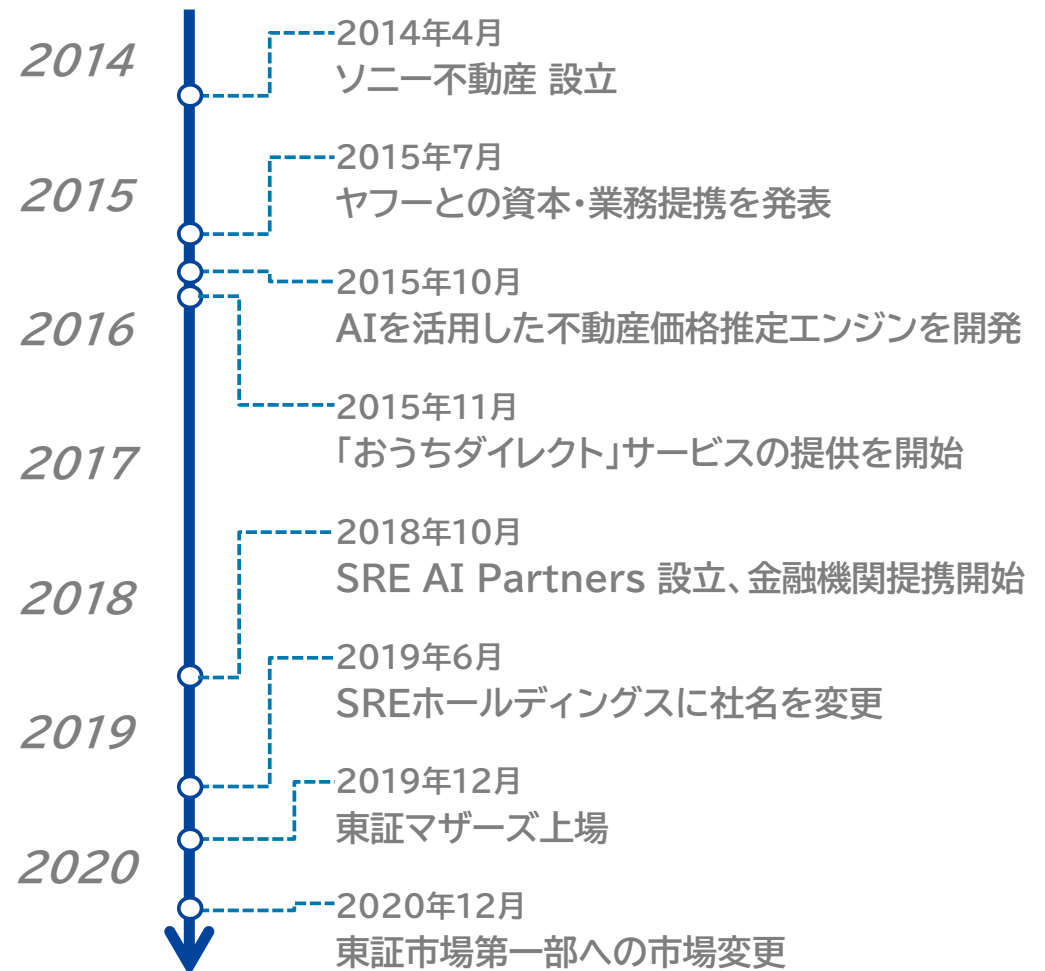 2014
2014年4月
ソニー不動産 設立
2015
2015年7月
ヤフーとの資本・業務提携を発表
2015年10月
2016
AIを活用した不動産価格推定エンジンを開発
2015年11月
2017
「おうちダイレクト」サービスの提供を開始
2018年10月
2018
SRE AI Partners 設立、金融機関提携開始
2019年6月
SREホールディングスに社名を変更
2019
2019年12月
東証マザーズ上場
2020
2020年12月
東証市場第一部への市場変更